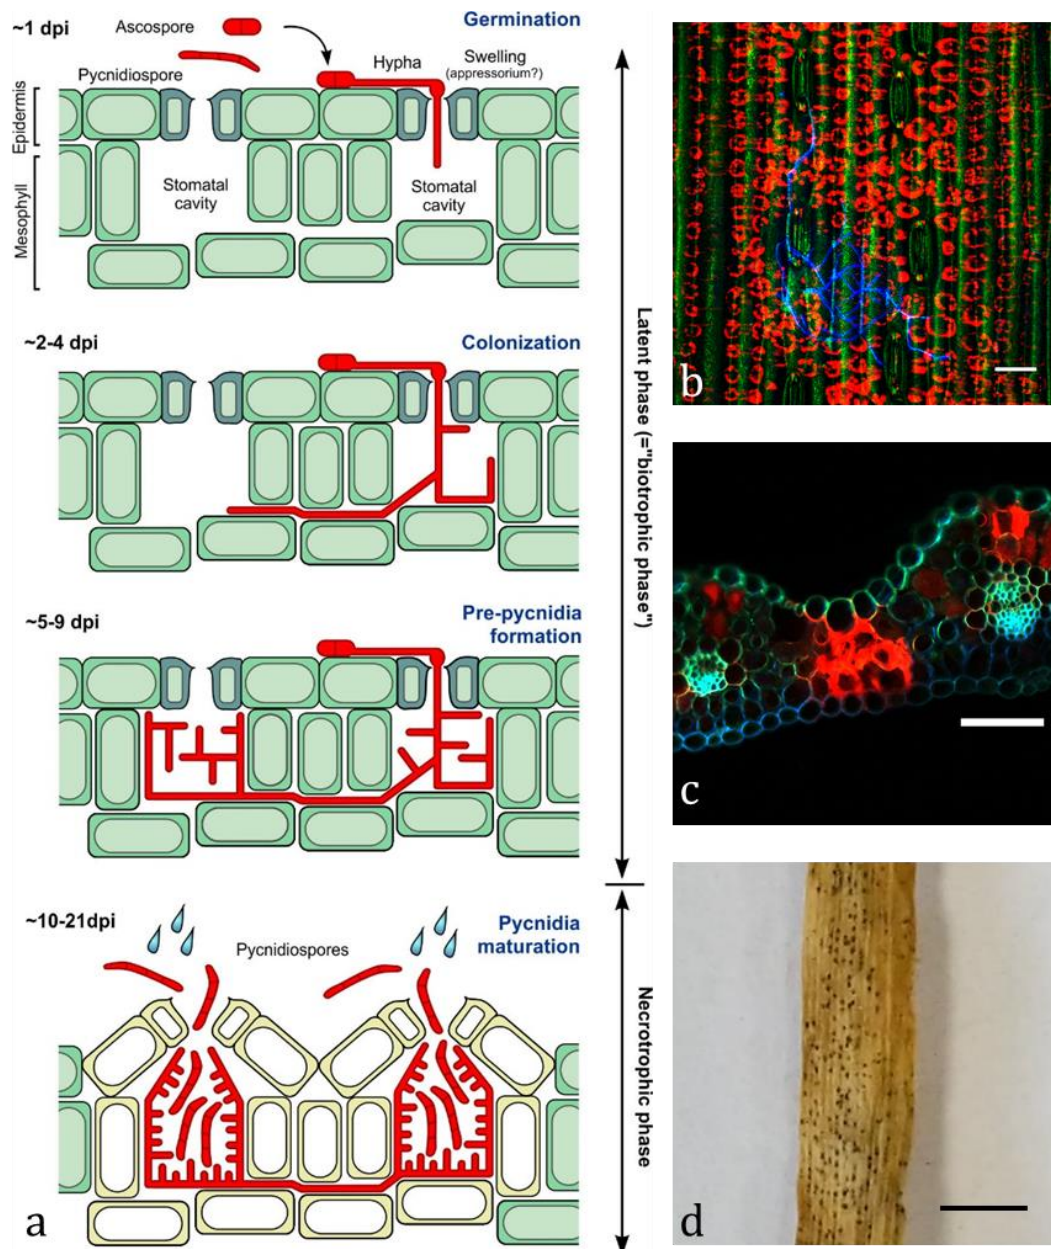 ~1 dpi
Germination
Ascospore
Pycnidiospore
Hypha
Swelling
(appressorium?)
Epidermis
Mesophyll
Stomatal
cavity
Stomatal
cavity
~2-4 dpi
Colonization
~5-9 dpi
Pre-pycnidia
formation
Latent phase (="biotrophic phase")
~10-21dpi
Pycnidia
maturation
Pycnidiospores
Necrotrophic phase
a
b
c
d